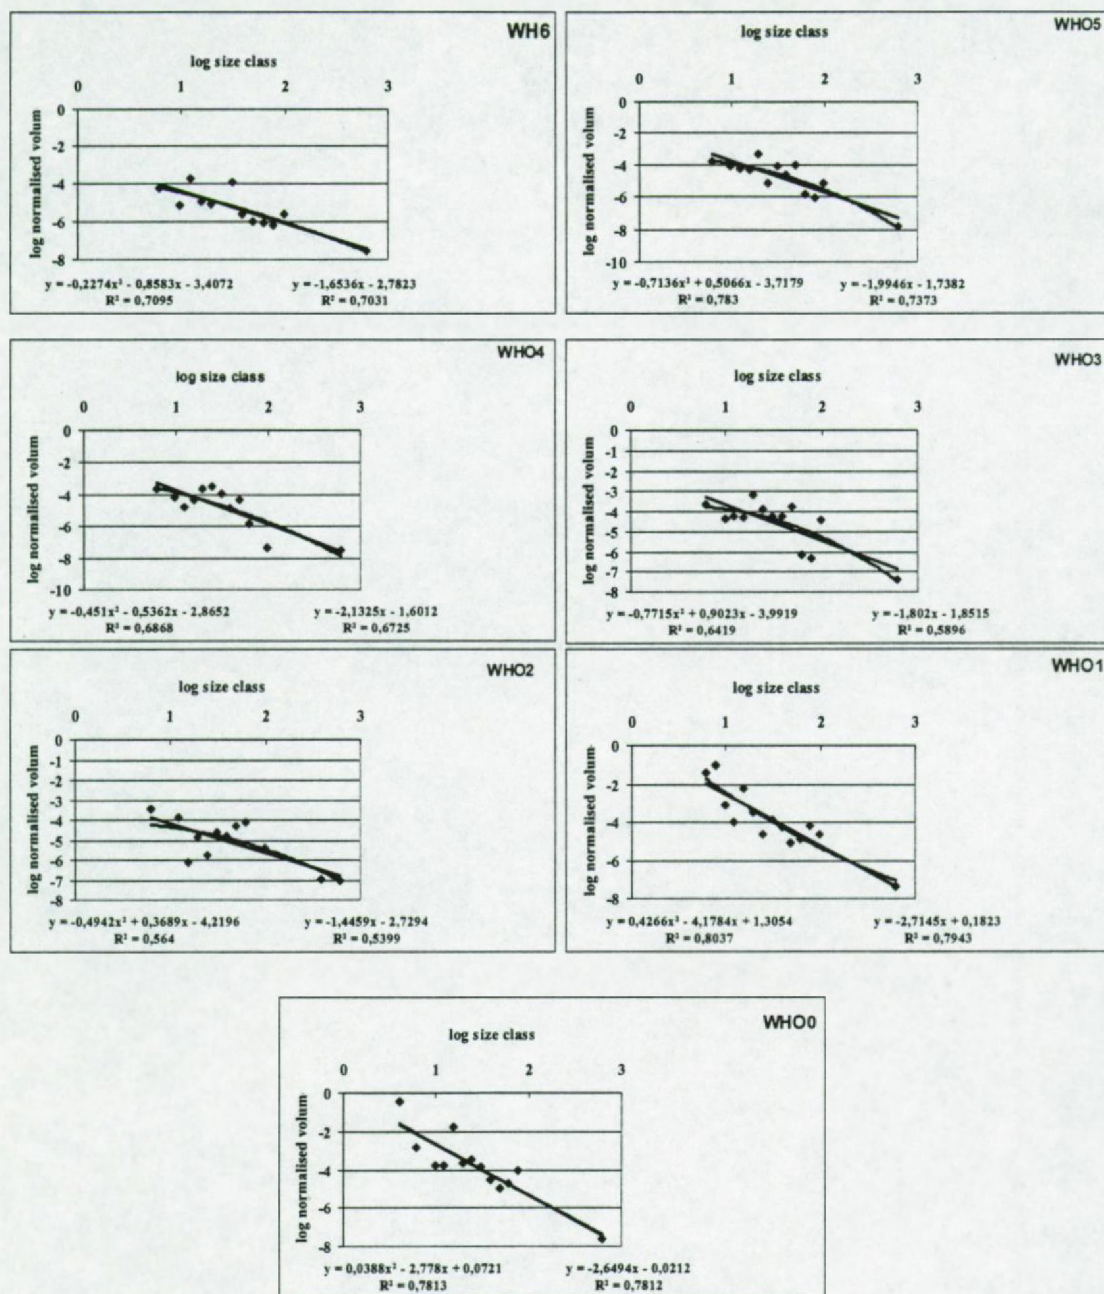 WH6
log size class
0 1 2 3
log normalised volum
0
-2
-4
-6
-8
y = -0,2274x² - 0,8583x - 3,4072 y = -1,6536x - 2,7823
R² = 0,7095 R² = 0,7031
WHO5
log size class
0 1 2 3
log normalised volum
0
-2
-4
-6
-8
-10
y = -0,7136x² + 0,5066x - 3,7179 y = -1,9946x - 1,7382
R² = 0,783 R² = 0,7373
WHO4
log size class
0 1 2 3
log normalised volum
0
-2
-4
-6
-8
-10
y = -0,451x² - 0,5362x - 2,8652 y = -2,1325x - 1,6012
R² = 0,6868 R² = 0,6725
WHO3
log size class
0 1 2 3
log normalised volum
0
-1
-2
-3
-4
-5
-6
-7
-8
y = -0,7715x² + 0,9023x - 3,9919 y = -1,802x - 1,8515
R² = 0,6419 R² = 0,5896
WHO2
log size class
0 1 2 3
log normalised volum
0
-1
-2
-3
-4
-5
-6
-7
-8
y = -0,4942x² + 0,3689x - 4,2196 y = -1,4459x - 2,7294
R² = 0,564 R² = 0,5399
WHO1
log size class
0 1 2 3
log normalised volum
0
-2
-4
-6
-8
y = 0,4266x² - 4,1784x + 1,3054 y = -2,7145x + 0,1823
R² = 0,8037 R² = 0,7943
WHO0
log size class
0 1 2 3
log normalised volum
0
-2
-4
-6
-8
y = 0,0388x² - 2,778x + 0,0721 y = -2,6494x - 0,0212
R² = 0,7813 R² = 0,7812